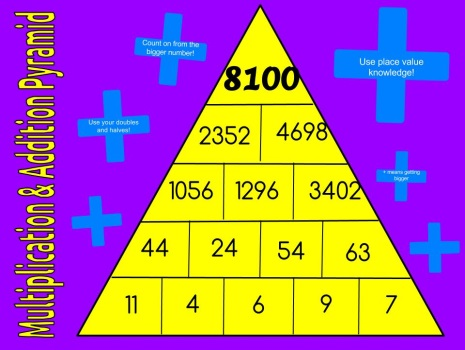 Multiplication & Addition Pyramid
Count on from the
bigger number!
Use place value
knowledge!
Use your doubles
and halves!
+ means getting
bigger
8100
2352 4698
1056 1296 3402
44 24 54 63
11 4 6 9 7